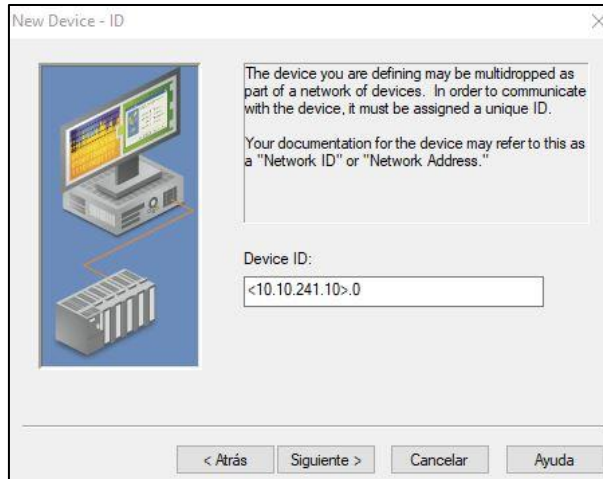 New Device - ID
The device you are defining may be multidropped as
part of a network of devices. In order to communicate
with the device, it must be assigned a unique ID.
Your documentation for the device may refer to this as
a "Network ID" or "Network Address."
Device ID:
<10.10.241.10>.0
< Atrás
Siguiente >
Cancelar
Ayuda